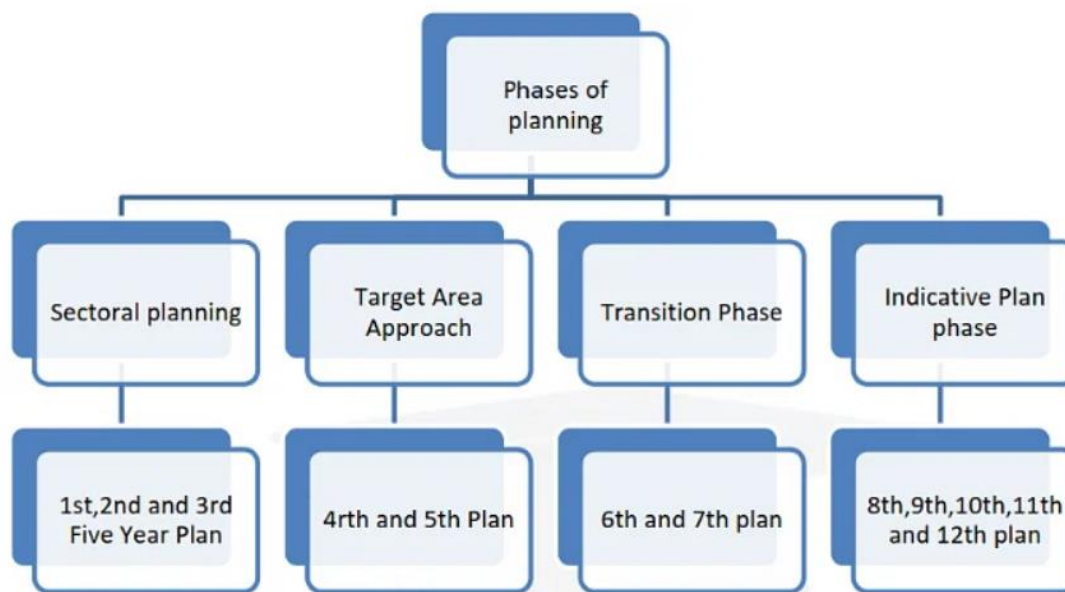 Phases of
planning
Sectoral planning
Target Area
Approach
Transition Phase
Indicative Plan
phase
1st,2nd and 3rd
Five Year Plan
4rth and 5th Plan
6th and 7th plan
8th,9th,10th,11th
and 12th plan